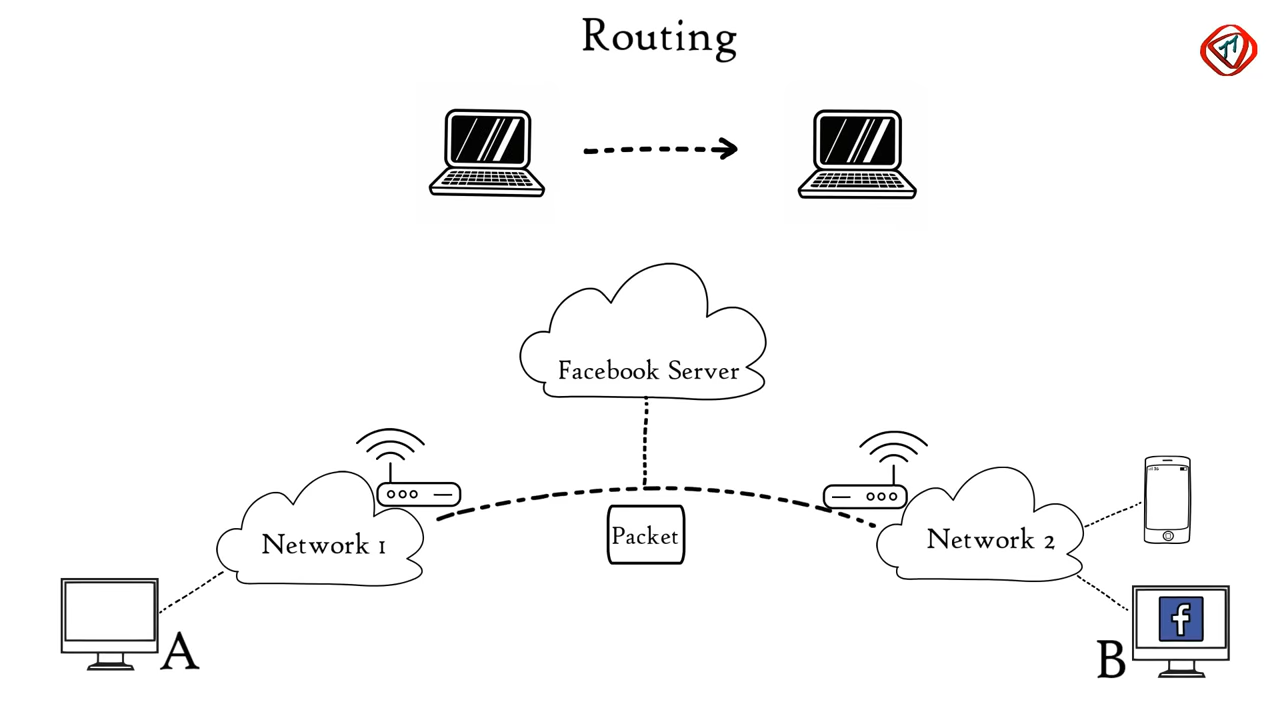 Routing
Facebook Server
Network 1
Packet
Network 2
A
B
f